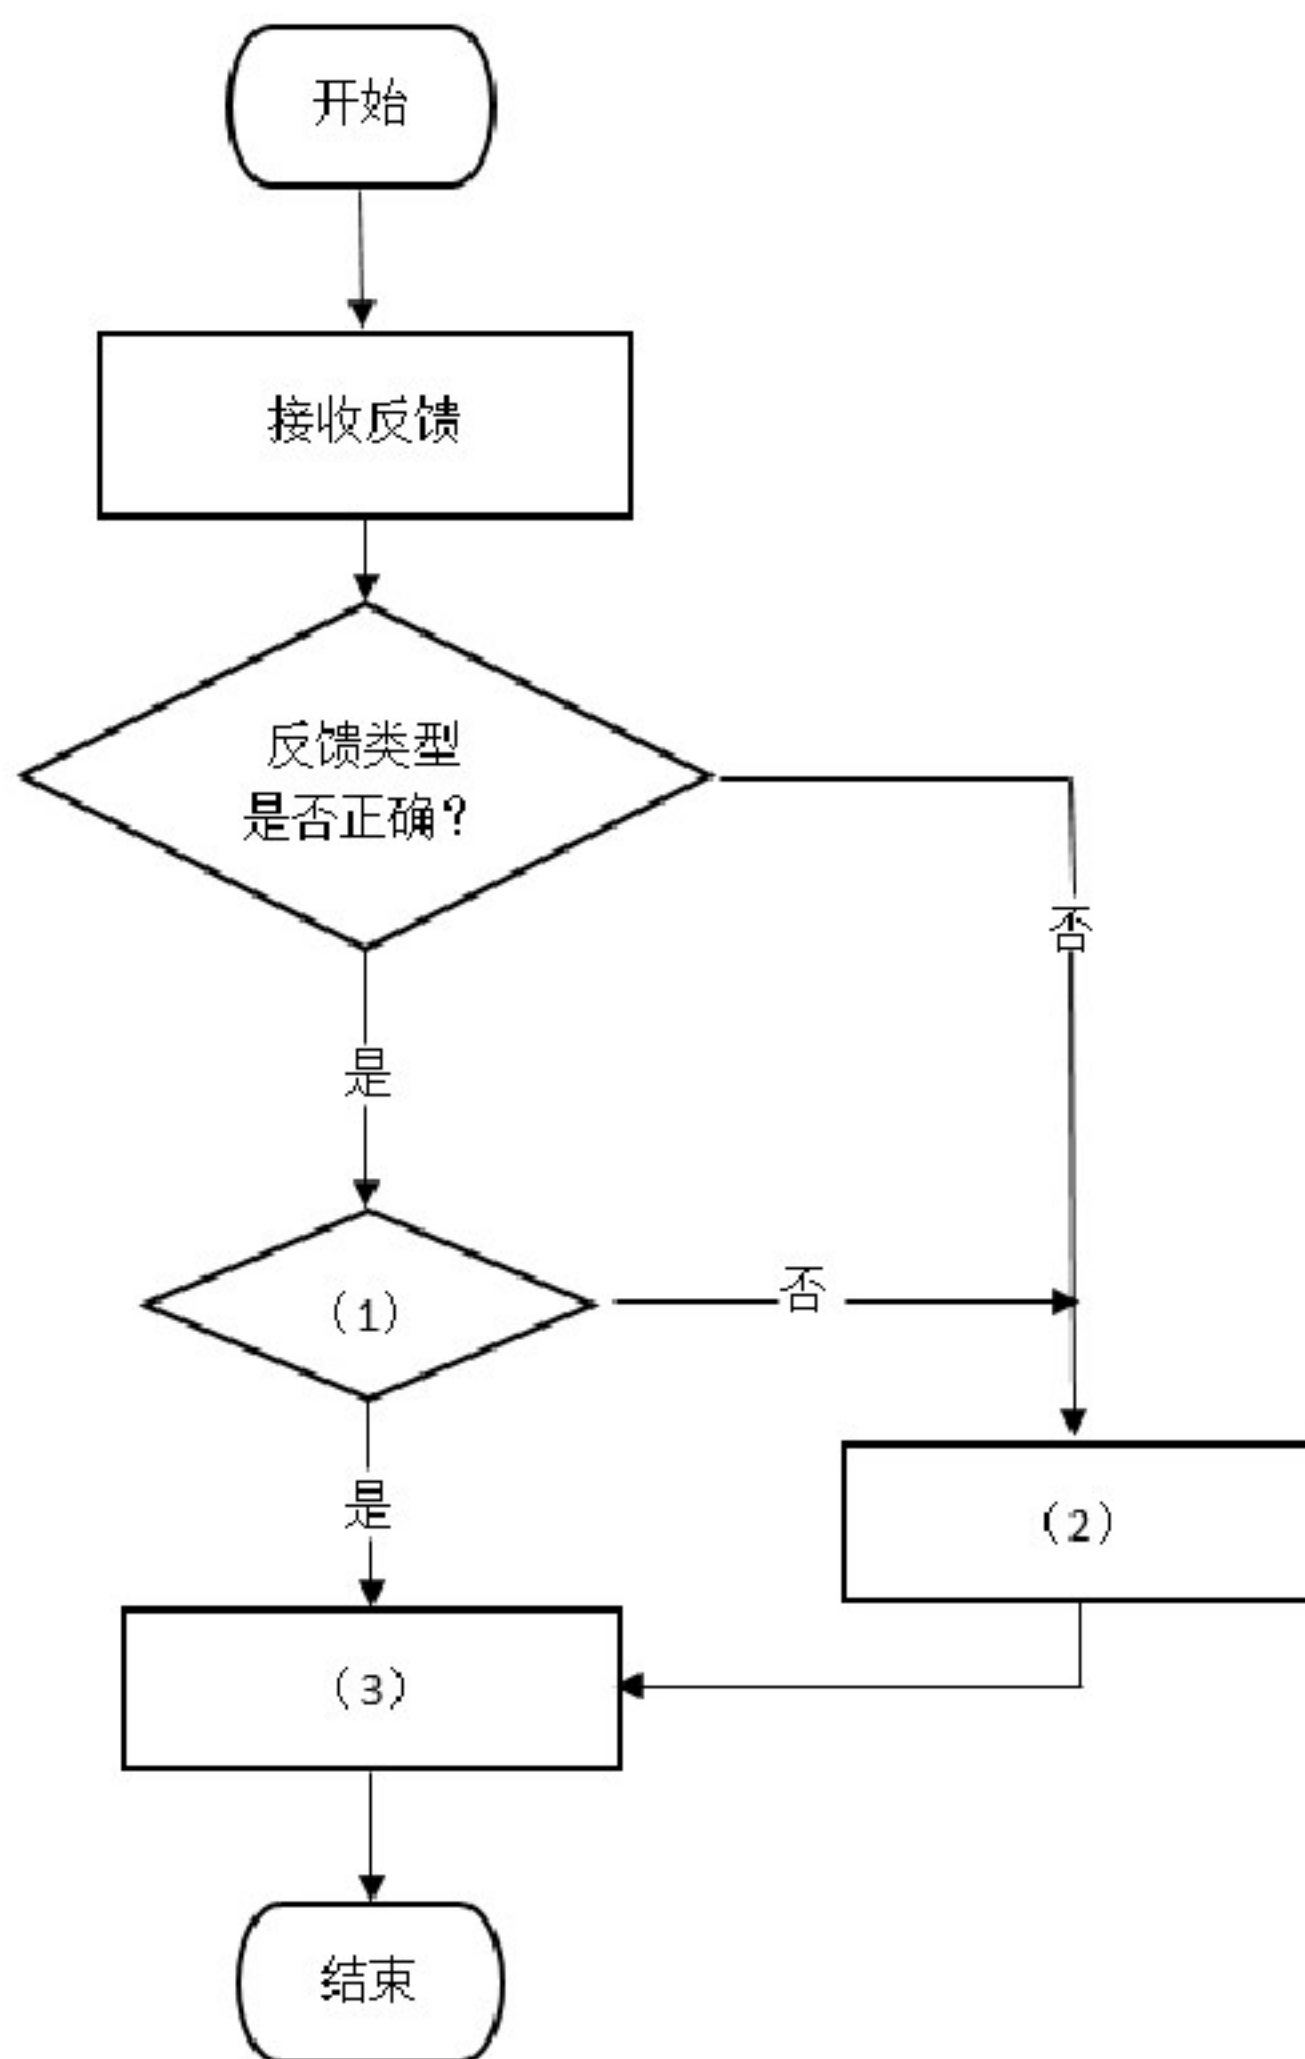 开始
接收反馈
反馈类型
是否正确？
否
是
（1）
否
是
（2）
（3）
结束